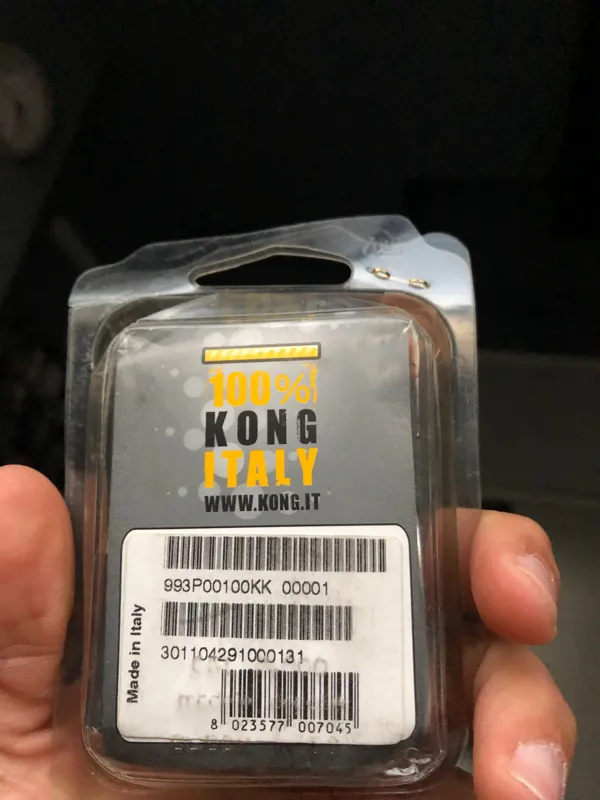 100%
KONG
ITALY
WWW.KONG.IT
993P00100KK 00001
301104291000131
Made in Italy
8 023577 007045